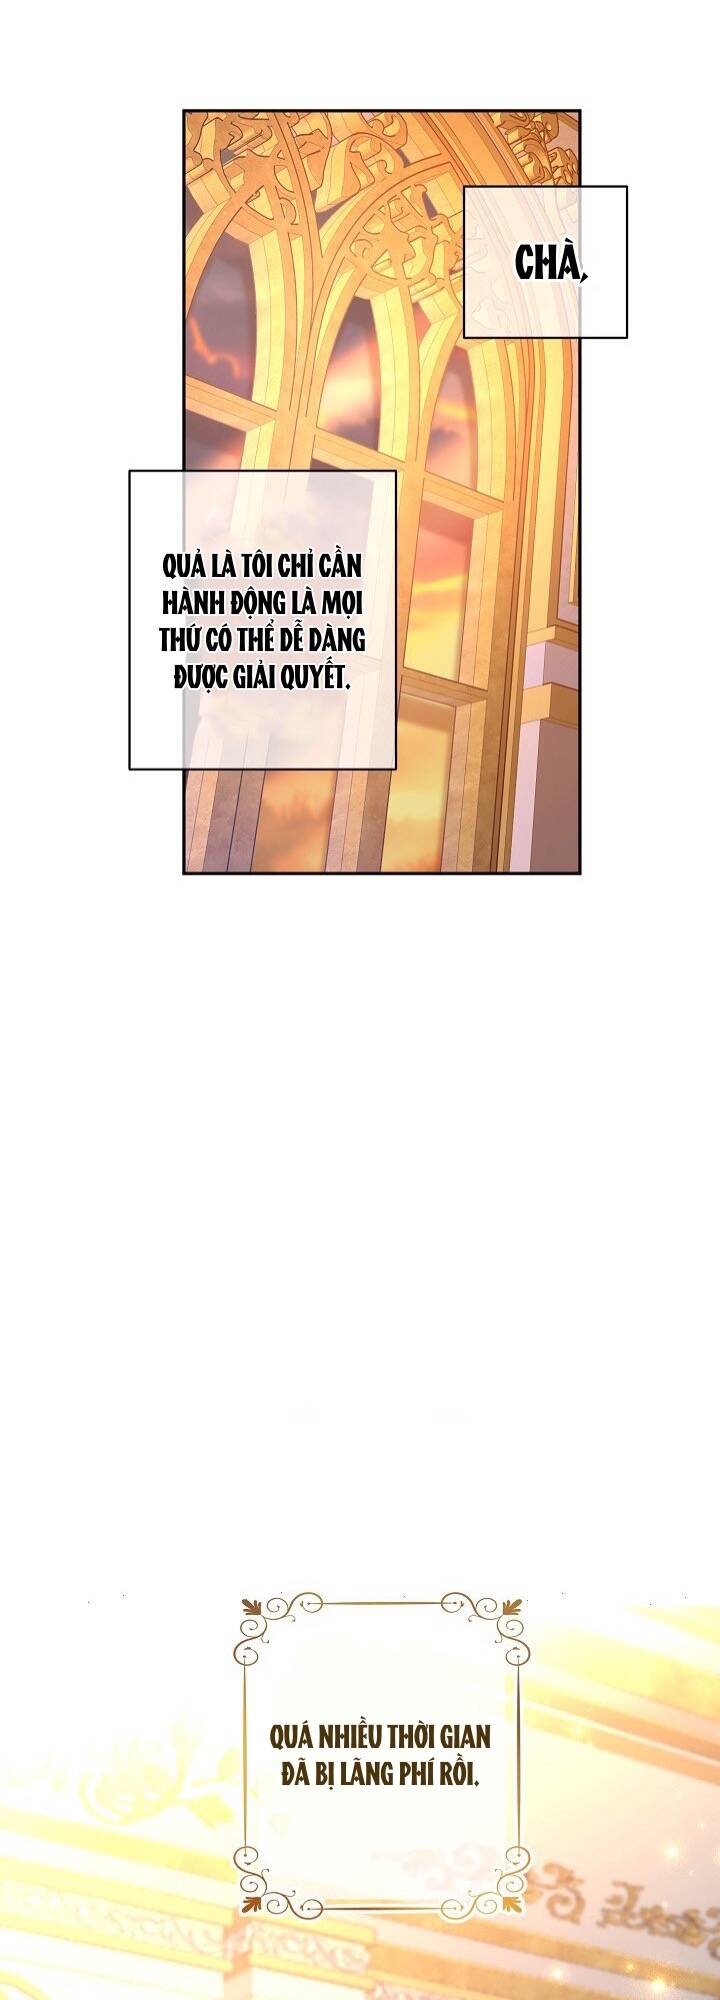 CHÀ,
QUẢ LÀ TÔI CHỈ CẦN
HÀNH ĐỘNG LÀ MỌI
THỨ CÓ THỂ DỄ DÀNG
ĐƯỢC GIẢI QUYẾT.
QUÁ NHIỀU THỜI GIAN
ĐÃ BỊ LÃNG PHÍ RỒI.